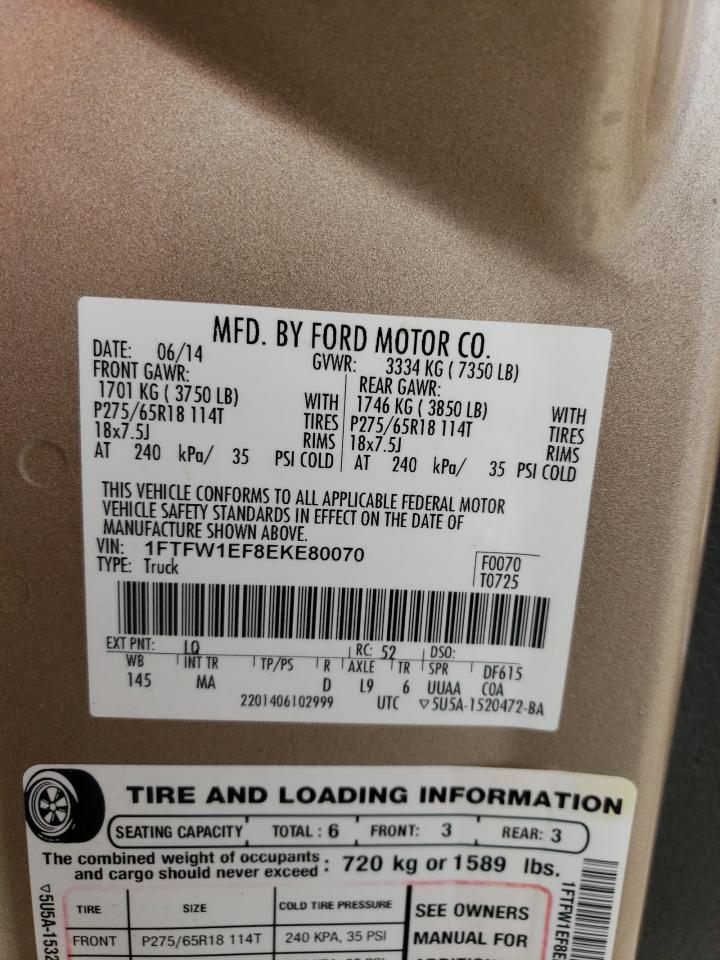 MFD. BY FORD MOTOR CO.
DATE: 06/14
GVWR: 3334 KG ( 7350 LB)
FRONT GAWR:
1701 KG ( 3750 LB)
WITH
P275/65R18 114T
TIRES
18x7.5J
RIMS
AT 240 kPa/ 35 PSI COLD
REAR GAWR:
1746 KG ( 3850 LB)
WITH
P275/65R18 114T
TIRES
18x7.5J
RIMS
AT 240 kPa/ 35 PSI COLD
THIS VEHICLE CONFORMS TO ALL APPLICABLE FEDERAL MOTOR
VEHICLE SAFETY STANDARDS IN EFFECT ON THE DATE OF
MANUFACTURE SHOWN ABOVE.
VIN: 1FTFW1EF8EKE80070
TYPE: Truck
F0070
T0725
EXT PNT: LQ RC: 52 DSO:
WB INT TR TP/PS R AXLE TR SPR DF615
145 MA D L9 6 UUAA COA
2201406102999 UTC ▽5U5A-1520472-BA
TIRE AND LOADING INFORMATION
SEATING CAPACITY TOTAL : 6 FRONT: 3 REAR: 3
The combined weight of occupants
and cargo should never exceed : 720 kg or 1589 lbs.
TIRE SIZE COLD TIRE PRESSURE
FRONT P275/65R18 114T 240 KPA, 35 PSI
SEE OWNERS
MANUAL FOR
▽5U5A-1532
1FTFW1EF8E